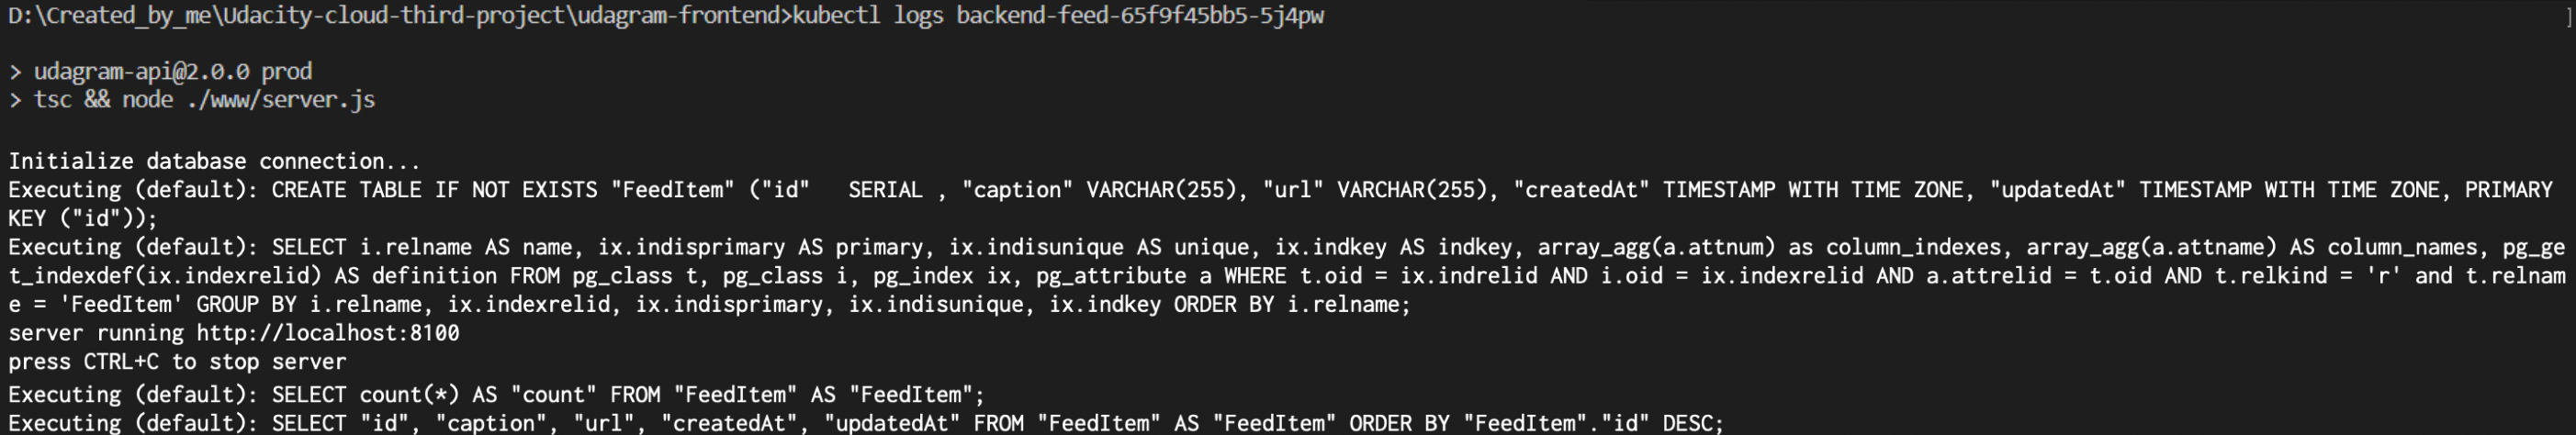 D:\Created_by_me\Udacity-cloud-third-project\udagram-frontend>kubectl logs backend-feed-65f9f45bb5-5j4pw ]
> udagram-api@2.0.0 prod
> tsc && node ./www/server.js
Initialize database connection...
Executing (default): CREATE TABLE IF NOT EXISTS "FeedItem" ("id"   SERIAL , "caption" VARCHAR(255), "url" VARCHAR(255), "createdAt" TIMESTAMP WITH TIME ZONE, "updatedAt" TIMESTAMP WITH TIME ZONE, PRIMARY
KEY ("id"));
Executing (default): SELECT i.relname AS name, ix.indisprimary AS primary, ix.indisunique AS unique, ix.indkey AS indkey, array_agg(a.attnum) as column_indexes, array_agg(a.attname) AS column_names, pg_ge
t_indexdef(ix.indexrelid) AS definition FROM pg_class t, pg_class i, pg_index ix, pg_attribute a WHERE t.oid = ix.indrelid AND i.oid = ix.indexrelid AND a.attrelid = t.oid AND t.relkind = 'r' and t.relnam
e = 'FeedItem' GROUP BY i.relname, ix.indexrelid, ix.indisprimary, ix.indisunique, ix.indkey ORDER BY i.relname;
server running http://localhost:8100
press CTRL+C to stop server
Executing (default): SELECT count(*) AS "count" FROM "FeedItem" AS "FeedItem";
Executing (default): SELECT "id", "caption", "url", "createdAt", "updatedAt" FROM "FeedItem" AS "FeedItem" ORDER BY "FeedItem"."id" DESC;